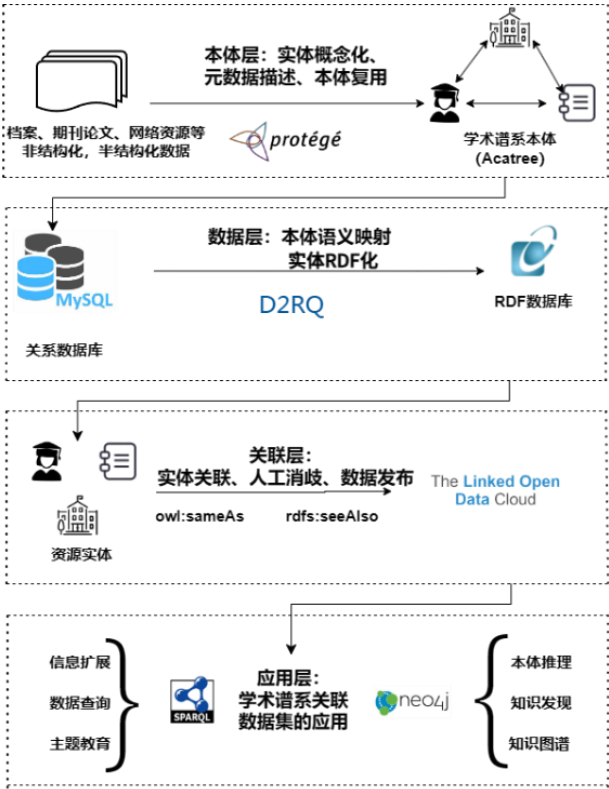 本体层：实体概念化、
元数据描述、本体复用
档案、期刊论文、网络资源等
非结构化，半结构化数据
protégé
学术谱系本体
(Acatree)
数据层：本体语义映射
实体RDF化
MySQL
D2RQ
RDF数据库
关系数据库
关联层：
实体关联、人工消歧、数据发布
owl:sameAs rdfs:seeAlso
The Linked Open
Data Cloud
资源实体
信息扩展
数据查询
主题教育
SPARQL
应用层：
学术谱系关联
数据集的应用
neo4j
本体推理
知识发现
知识图谱